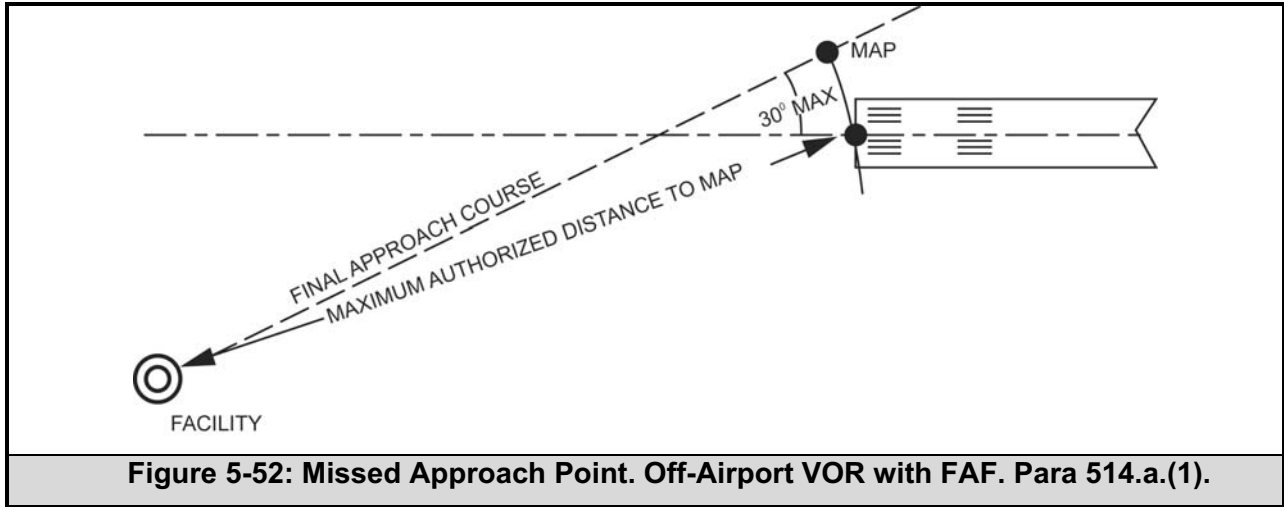 MAP
30° MAX
FINAL APPROACH COURSE
MAXIMUM AUTHORIZED DISTANCE TO MAP
FACILITY
Figure 5-52: Missed Approach Point. Off-Airport VOR with FAF. Para 514.a.(1).